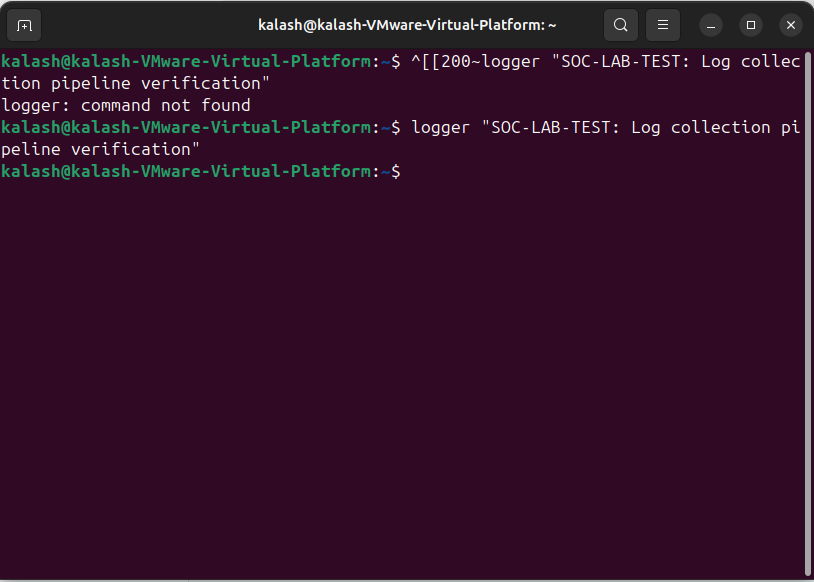 kalash@kalash-VMware-Virtual-Platform: ~
kalash@kalash-VMware-Virtual-Platform:~$ ^[[200~logger "SOC-LAB-TEST: Log collec
tion pipeline verification"
logger: command not found
kalash@kalash-VMware-Virtual-Platform:~$ logger "SOC-LAB-TEST: Log collection pi
peline verification"
kalash@kalash-VMware-Virtual-Platform:~$